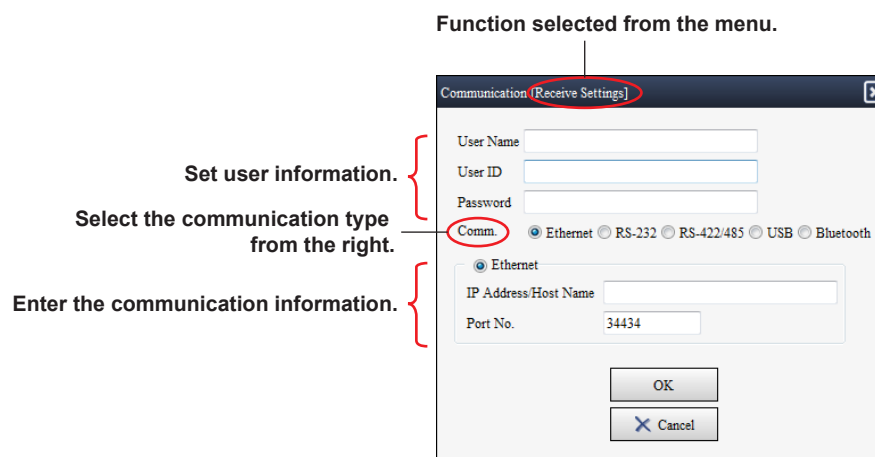 Function selected from the menu.
Communication [Receive Settings]
User Name
Set user information.
User ID
Password
Select the communication type
from the right.
Comm. Ethernet RS-232 RS-422/485 USB Bluetooth
Ethernet
Enter the communication information.
IP Address/Host Name
Port No. 34434
OK
Cancel